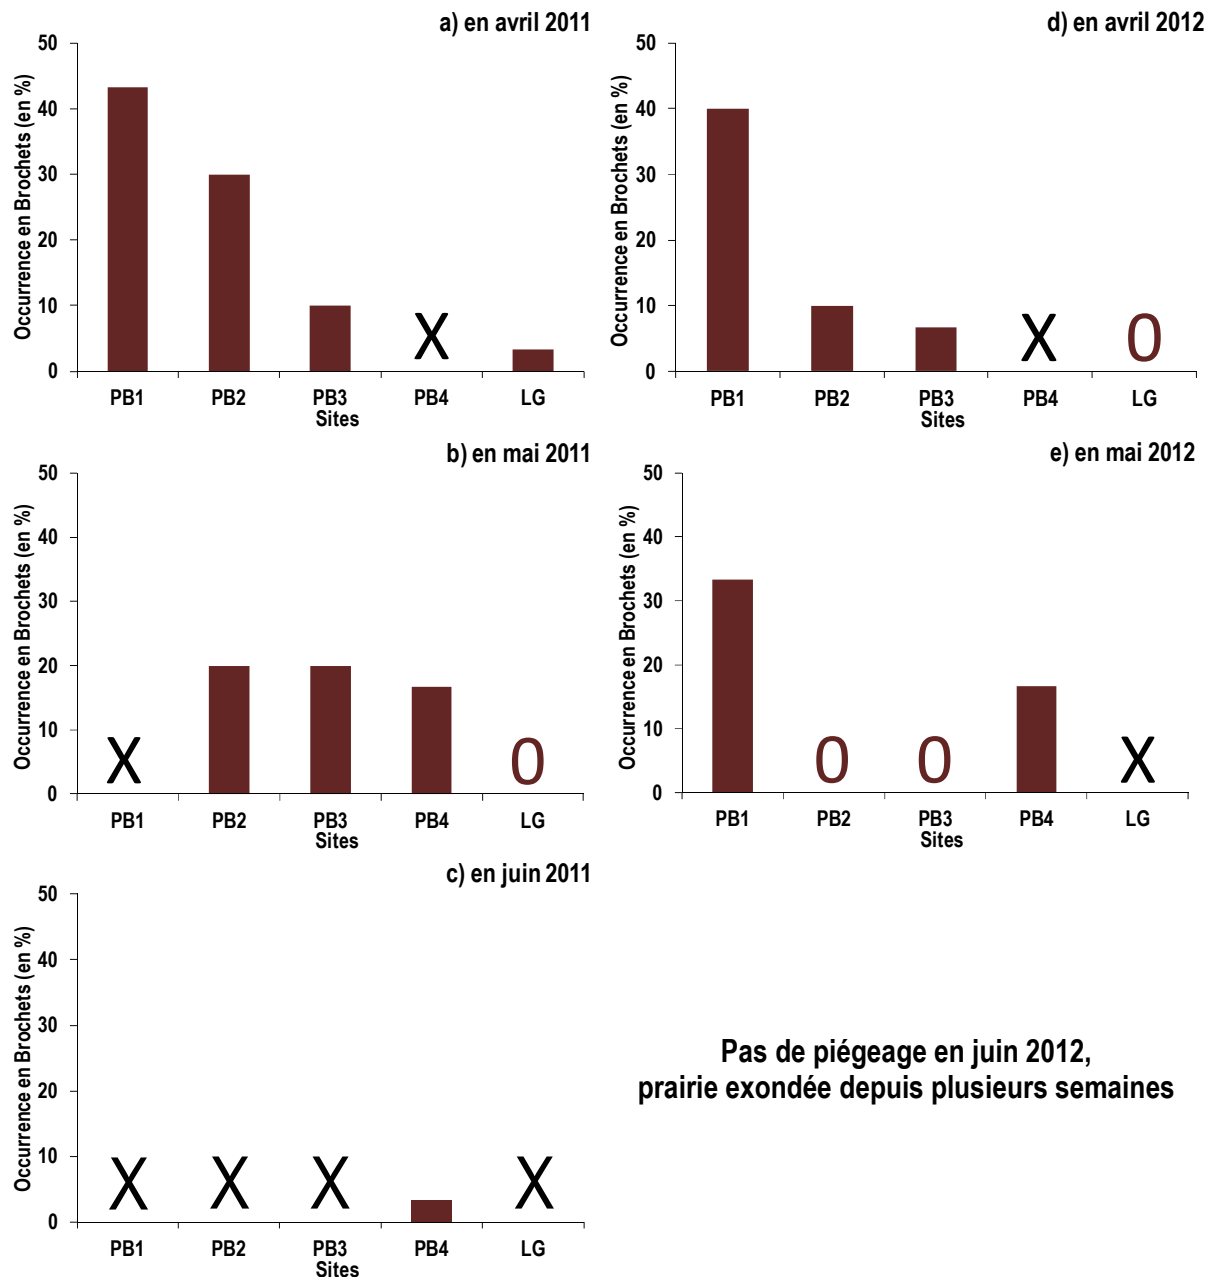 a) en avril 2011
Occurrence en Brochets (en %)
50
40
30
20
10
0
X
PB1 PB2 PB3 PB4 LG
Sites
d) en avril 2012
Occurrence en Brochets (en %)
50
40
30
20
10
0
X 0
PB1 PB2 PB3 PB4 LG
Sites
b) en mai 2011
Occurrence en Brochets (en %)
50
40
30
20
10
0
X 0
PB1 PB2 PB3 PB4 LG
Sites
e) en mai 2012
Occurrence en Brochets (en %)
50
40
30
20
10
0
0 0 X
PB1 PB2 PB3 PB4 LG
Sites
c) en juin 2011
Occurrence en Brochets (en %)
50
40
30
20
10
0
X X X X
PB1 PB2 PB3 PB4 LG
Sites
Pas de piégeage en juin 2012,
prairie exondée depuis plusieurs semaines